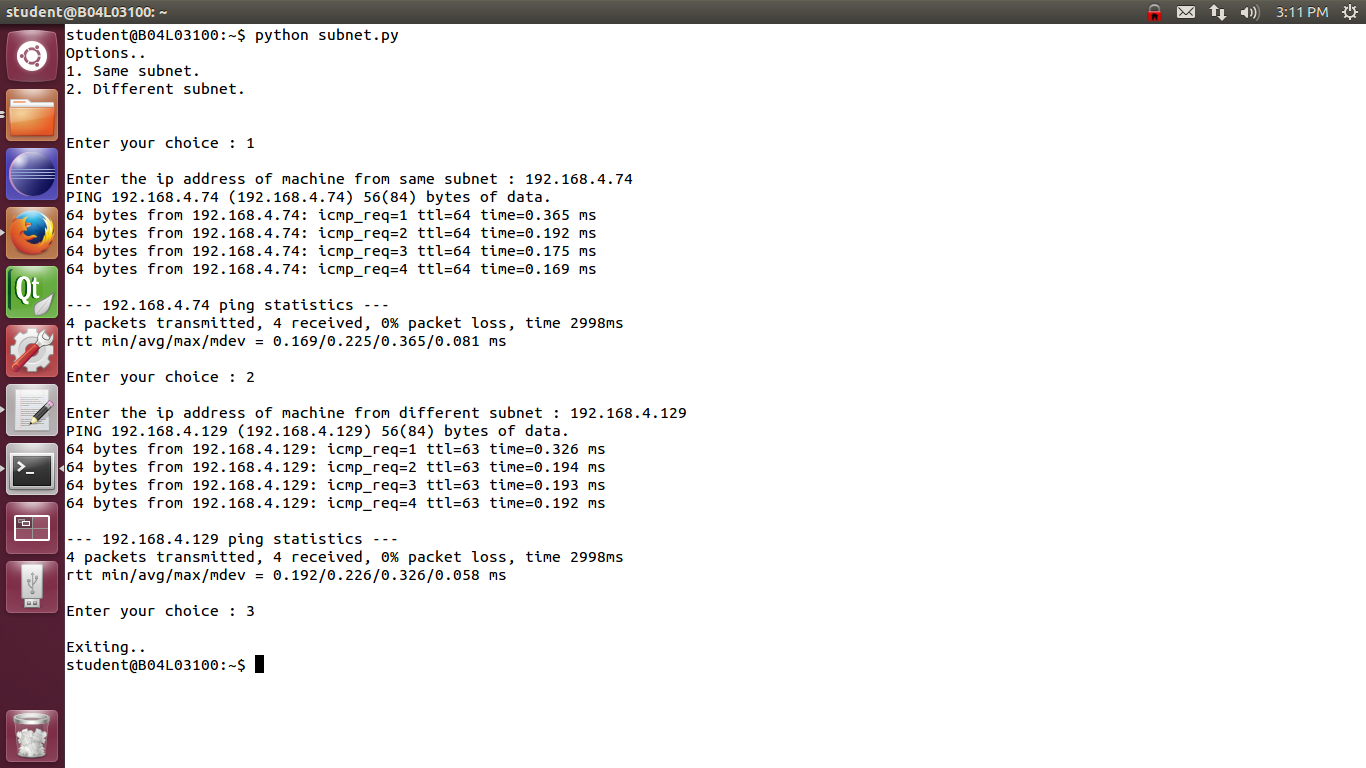 student@B04L03100: ~
3:11 PM
student@B04L03100:~$ python subnet.py
Options..
1. Same subnet.
2. Different subnet.
Enter your choice : 1
Enter the ip address of machine from same subnet : 192.168.4.74
PING 192.168.4.74 (192.168.4.74) 56(84) bytes of data.
64 bytes from 192.168.4.74: icmp_req=1 ttl=64 time=0.365 ms
64 bytes from 192.168.4.74: icmp_req=2 ttl=64 time=0.192 ms
64 bytes from 192.168.4.74: icmp_req=3 ttl=64 time=0.175 ms
64 bytes from 192.168.4.74: icmp_req=4 ttl=64 time=0.169 ms
--- 192.168.4.74 ping statistics ---
4 packets transmitted, 4 received, 0% packet loss, time 2998ms
rtt min/avg/max/mdev = 0.169/0.225/0.365/0.081 ms
Enter your choice : 2
Enter the ip address of machine from different subnet : 192.168.4.129
PING 192.168.4.129 (192.168.4.129) 56(84) bytes of data.
64 bytes from 192.168.4.129: icmp_req=1 ttl=63 time=0.326 ms
64 bytes from 192.168.4.129: icmp_req=2 ttl=63 time=0.194 ms
64 bytes from 192.168.4.129: icmp_req=3 ttl=63 time=0.193 ms
64 bytes from 192.168.4.129: icmp_req=4 ttl=63 time=0.192 ms
--- 192.168.4.129 ping statistics ---
4 packets transmitted, 4 received, 0% packet loss, time 2998ms
rtt min/avg/max/mdev = 0.192/0.226/0.326/0.058 ms
Enter your choice : 3
Exiting..
student@B04L03100:~$
Qt
>_